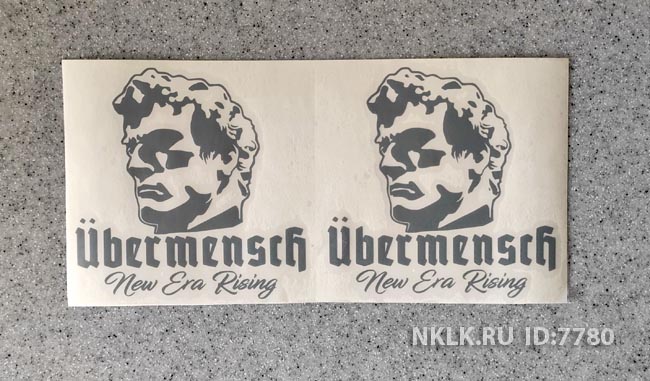 Übermensch
New Era Rising
Übermensch
New Era Rising
NKLK.RU ID:7780